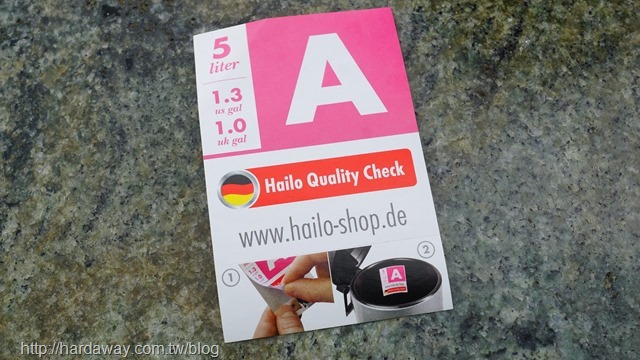 5
liter
1.3
us gal
1.0
uk gal
A
Hailo Quality Check
www.hailo-shop.de
1
2
A
http://hardaway.com.tw/blog